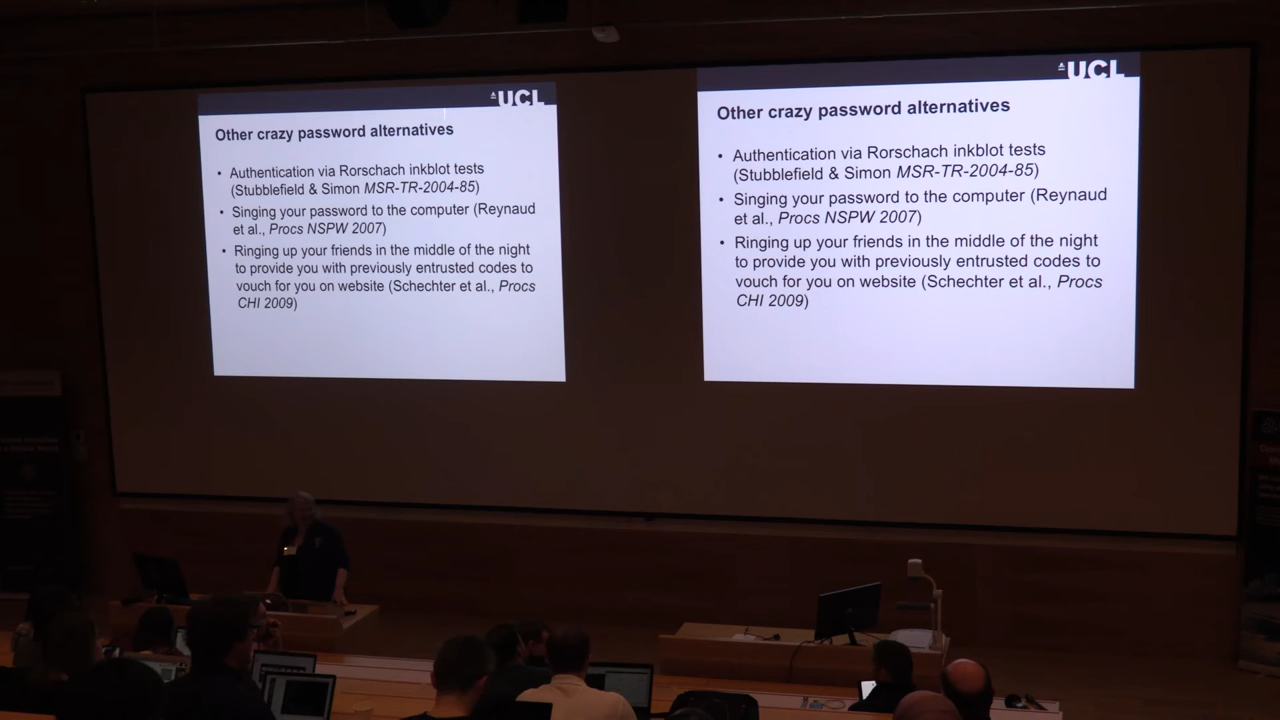 UCL
Other crazy password alternatives
• Authentication via Rorschach inkblot tests
(Stubblefield & Simon MSR-TR-2004-85)
• Singing your password to the computer (Reynaud
et al., Procs NSPW 2007)
• Ringing up your friends in the middle of the night
to provide you with previously entrusted codes to
vouch for you on website (Schechter et al., Procs
CHI 2009)
UCL
Other crazy password alternatives
• Authentication via Rorschach inkblot tests
(Stubblefield & Simon MSR-TR-2004-85)
• Singing your password to the computer (Reynaud
et al., Procs NSPW 2007)
• Ringing up your friends in the middle of the night
to provide you with previously entrusted codes to
vouch for you on website (Schechter et al., Procs
CHI 2009)